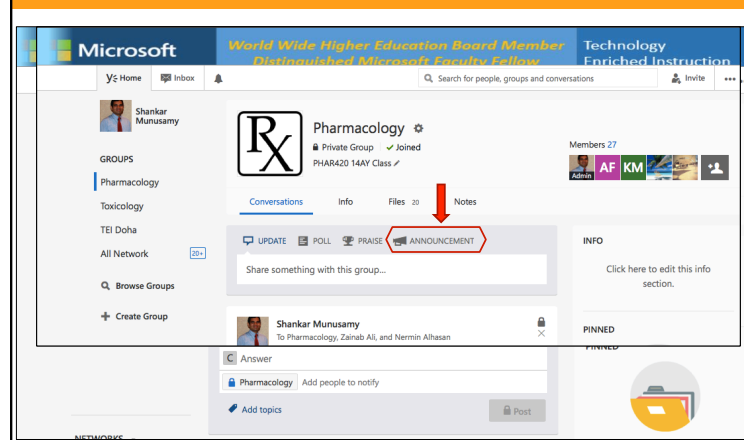 Microsoft
World Wide Higher Education Board Member
Distinguished Microsoft Faculty Fellow
Technology
Enriched Instruction
Home
Inbox
Search for people, groups and conversations
Invite
Shankar
Munusamy
GROUPS
Pharmacology
Toxicology
TEI Doha
All Network 20+
Browse Groups
Create Group
Rx
Pharmacology
Private Group ✓ Joined
PHAR420 14AY Class
Conversations Info Files 20 Notes
Members 27
Admin AF KM
UPDATE POLL PRAISE ANNOUNCEMENT
Share something with this group...
INFO
Click here to edit this info
section.
Shankar Munusamy
To Pharmacology, Zainab Ali, and Nermin Alhasan
PINNED
PINNED
C Answer
Pharmacology Add people to notify
Add topics
Post
NETWORKS